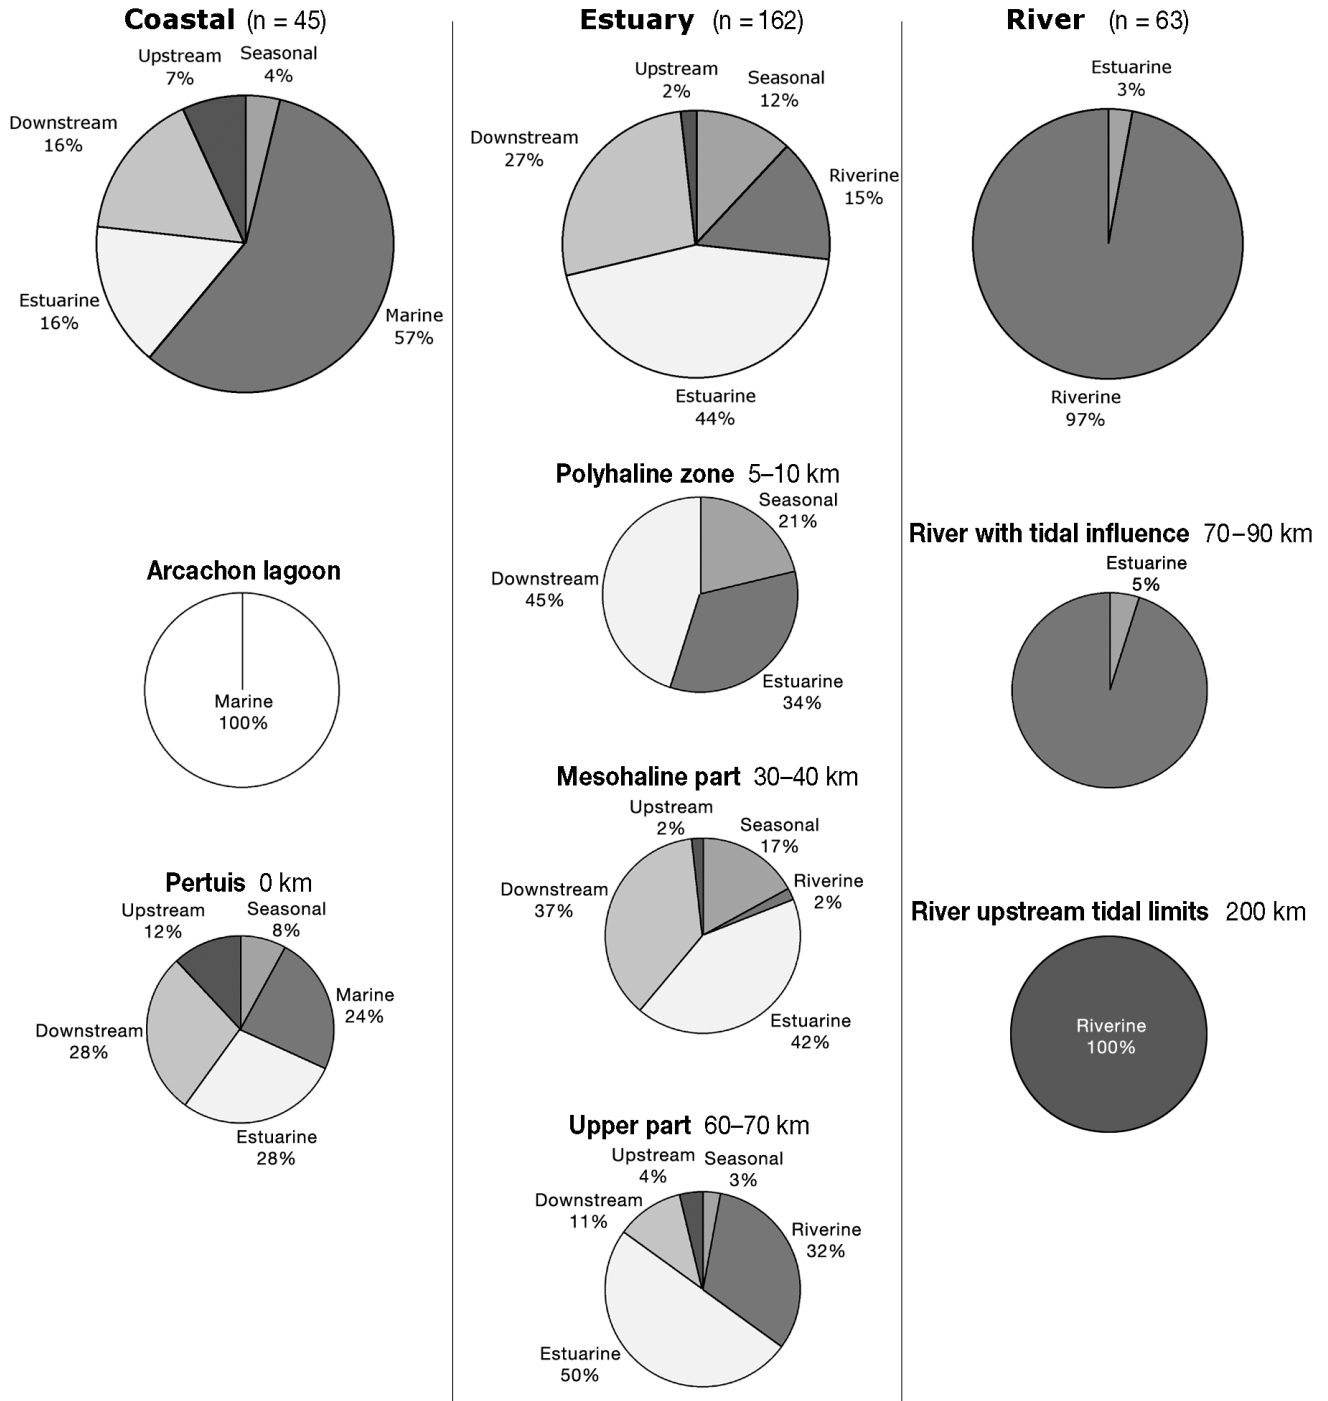 Coastal (n = 45)
Upstream
7%
Seasonal
4%
Downstream
16%
Estuarine
16%
Marine
57%
Arcachon lagoon
Marine
100%
Pertuis 0 km
Upstream
12%
Seasonal
8%
Marine
24%
Downstream
28%
Estuarine
28%
Estuary (n = 162)
Upstream
2%
Seasonal
12%
Downstream
27%
Riverine
15%
Estuarine
44%
Polyhaline zone 5–10 km
Seasonal
21%
Downstream
45%
Estuarine
34%
Mesohaline part 30–40 km
Upstream
2%
Seasonal
17%
Riverine
2%
Downstream
37%
Estuarine
42%
Upper part 60–70 km
Upstream
4%
Seasonal
3%
Downstream
11%
Riverine
32%
Estuarine
50%
River (n = 63)
Estuarine
3%
Riverine
97%
River with tidal influence 70–90 km
Estuarine
5%
River upstream tidal limits 200 km
Riverine
100%